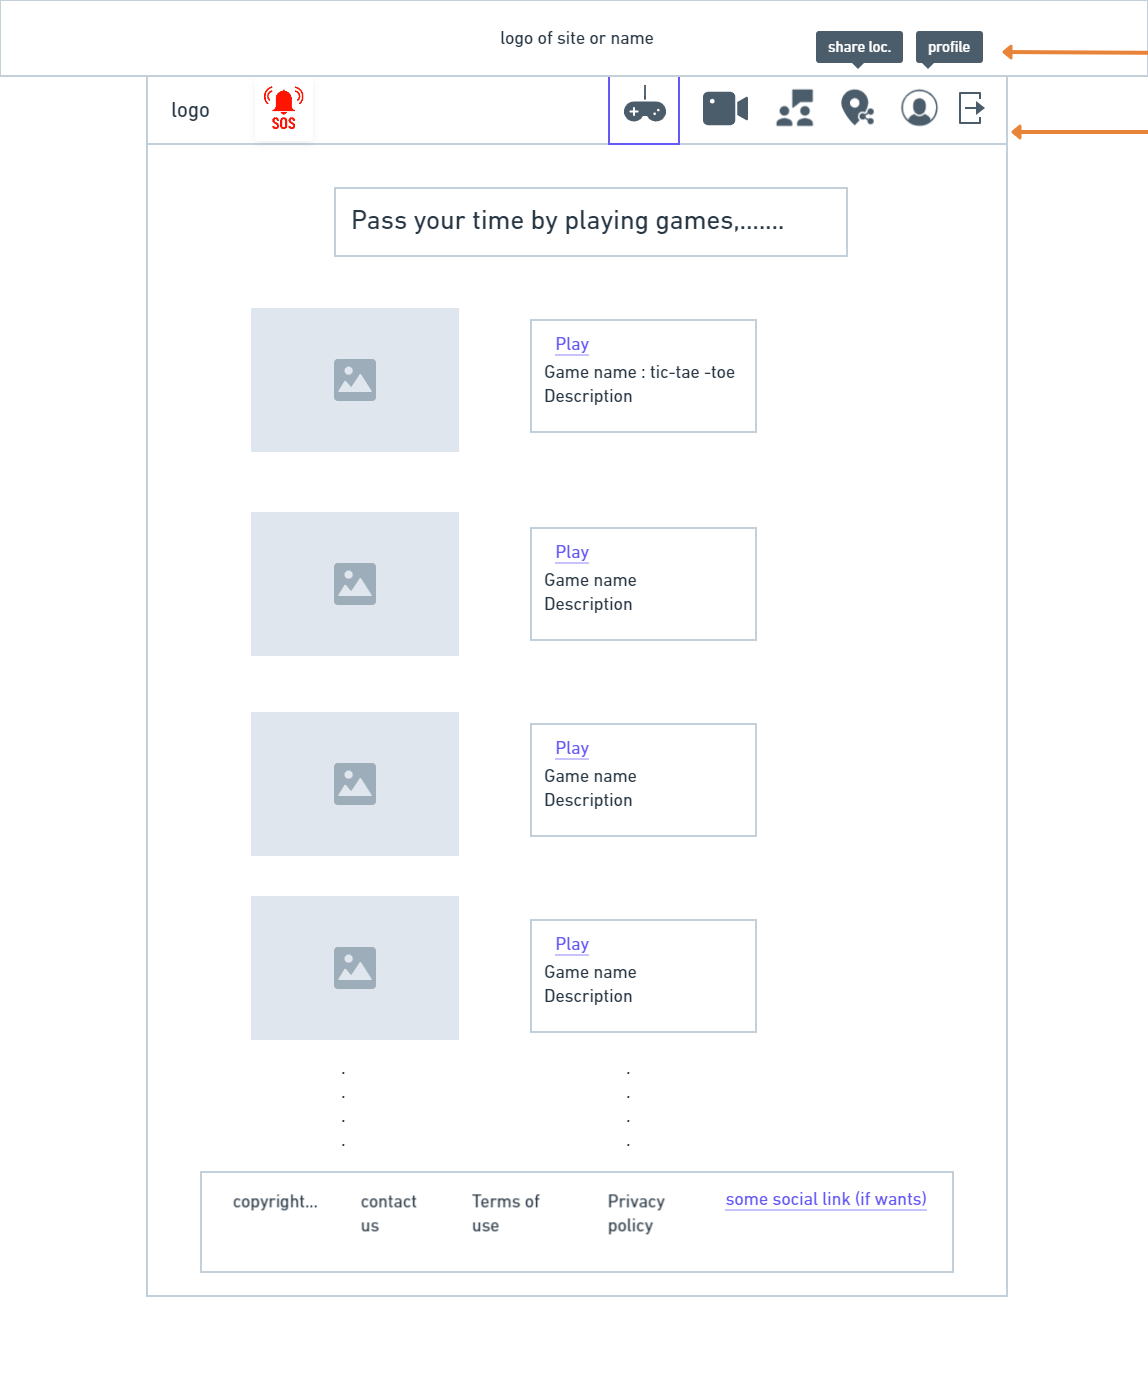 logo of site or name
share loc.
profile
logo
SOS
Pass your time by playing games,.......
Play
Game name : tic-tae -toe
Description
Play
Game name
Description
Play
Game name
Description
Play
Game name
Description
. .
. .
. .
. .
copyright...
contact
us
Terms of
use
Privacy
policy
some social link (if wants)